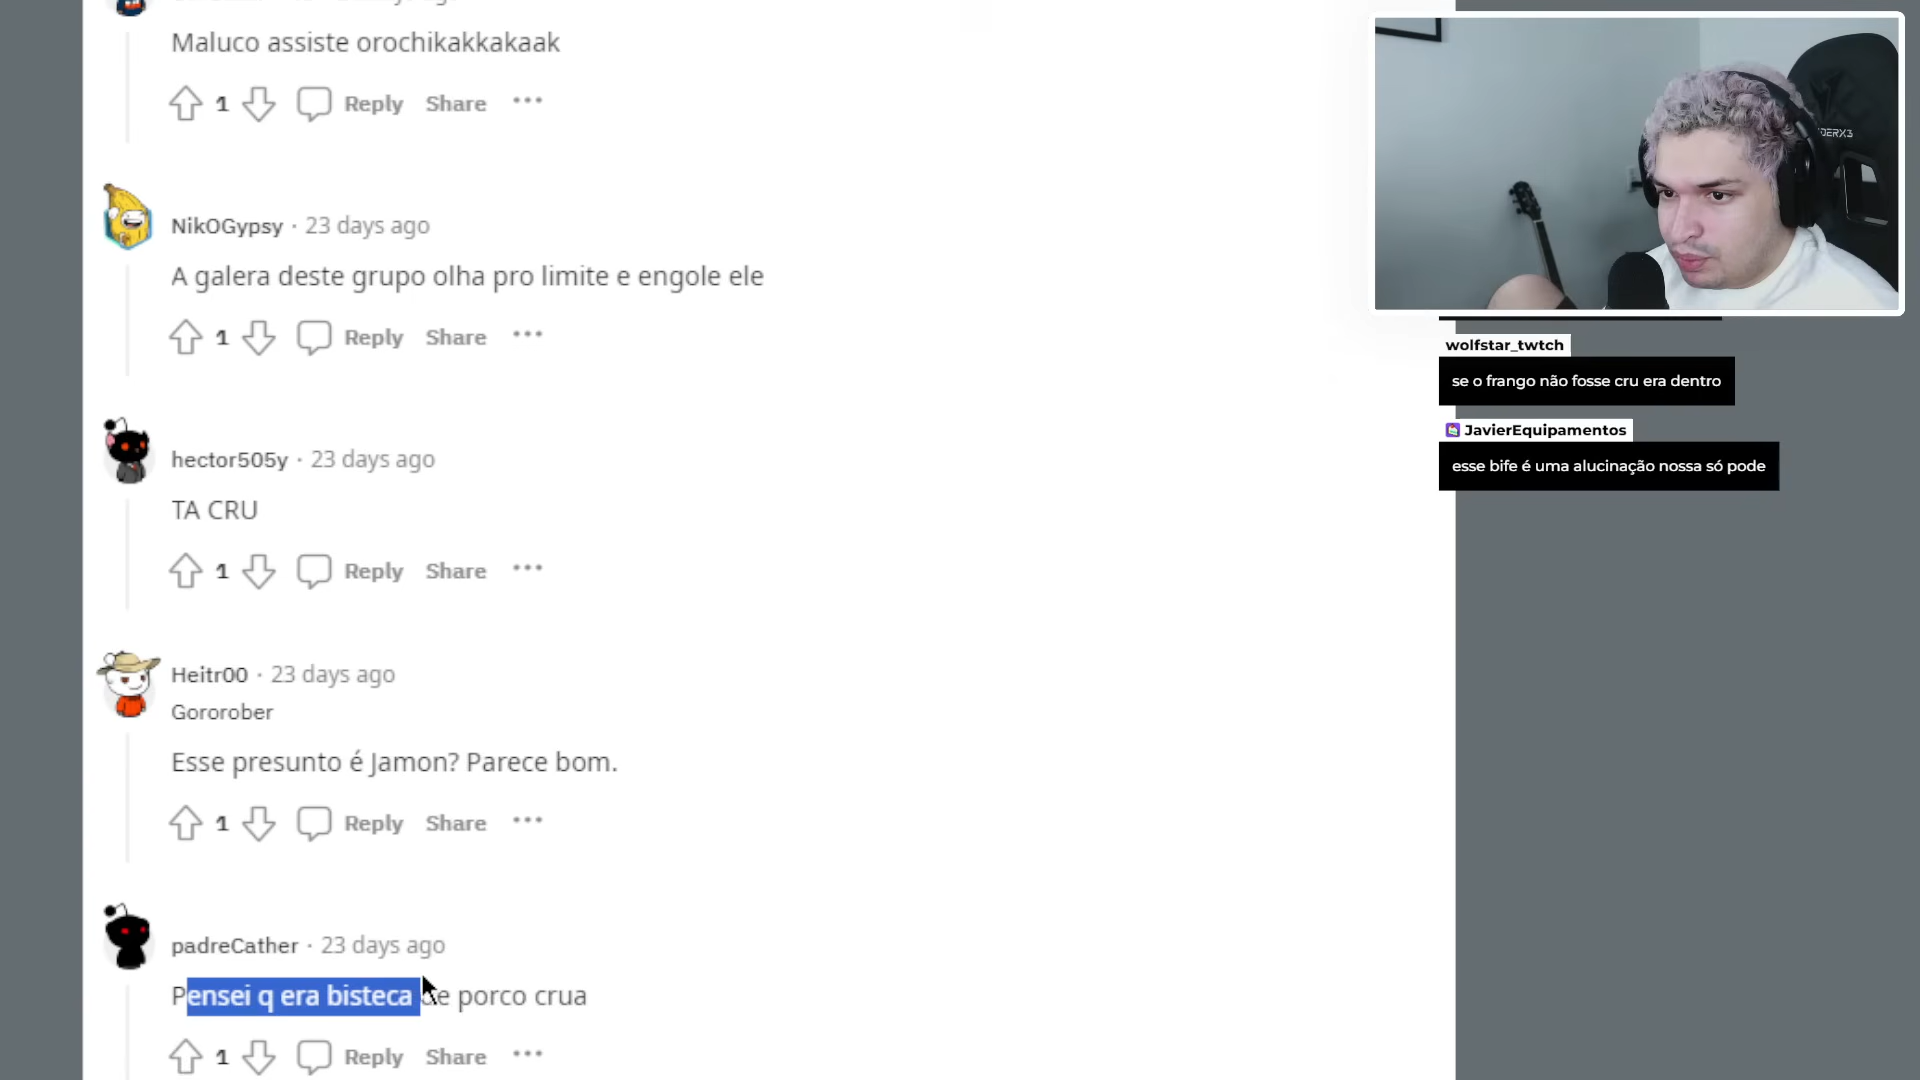 Maluco assiste orochikakkakaak
1 Reply Share ...
NikOGypsy · 23 days ago
A galera deste grupo olha pro limite e engole ele
1 Reply Share ...
hector505y · 23 days ago
TA CRU
1 Reply Share ...
Heitr00 · 23 days ago
Gororober
Esse presunto é Jamon? Parece bom.
1 Reply Share ...
padreCather · 23 days ago
Pensei q era bisteca de porco crua
1 Reply Share ...
wolfstar_twtch
se o frango não fosse cru era dentro
JavierEquipamentos
esse bife é uma alucinação nossa só pode